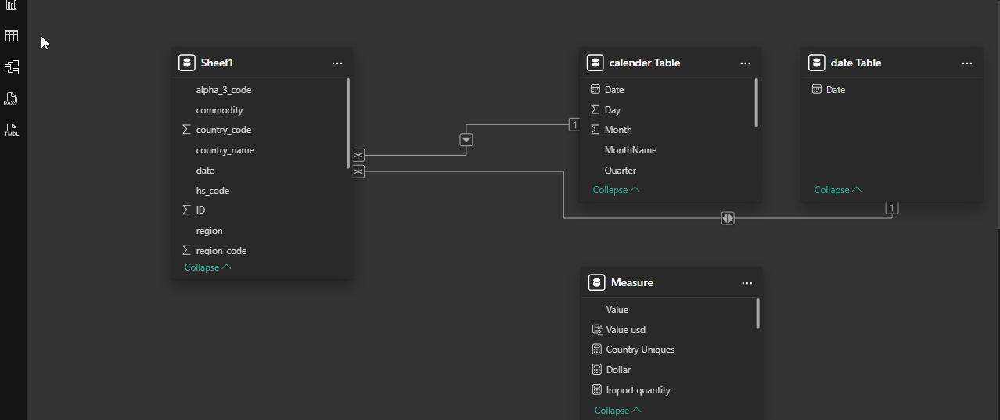 DAX
TMDL
Sheet1
...
alpha_3_code
commodity
country_code
country_name
date
hs_code
ID
region
region_code
Collapse
*
*
calender Table
...
1
Date
Day
Month
MonthName
Quarter
Collapse
date Table
...
Date
Collapse
1
Measure
...
Value
Value usd
Country Uniques
Dollar
Import quantity
Collapse